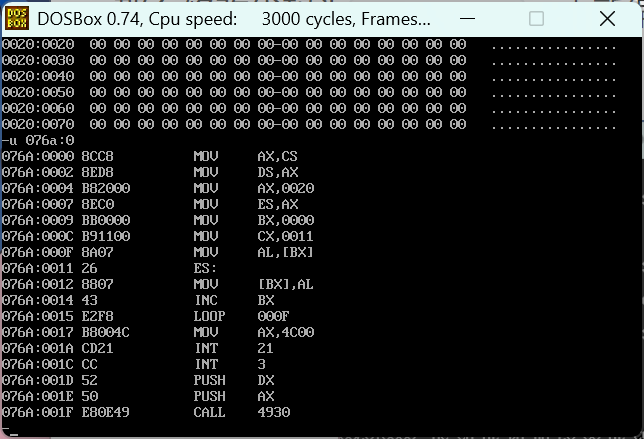 DOSBox 0.74, Cpu speed: 3000 cycles, Frames...
0020:0020 00 00 00 00 00 00 00 00-00 00 00 00 00 00 00 00 ................
0020:0030 00 00 00 00 00 00 00 00-00 00 00 00 00 00 00 00 ................
0020:0040 00 00 00 00 00 00 00 00-00 00 00 00 00 00 00 00 ................
0020:0050 00 00 00 00 00 00 00 00-00 00 00 00 00 00 00 00 ................
0020:0060 00 00 00 00 00 00 00 00-00 00 00 00 00 00 00 00 ................
0020:0070 00 00 00 00 00 00 00 00-00 00 00 00 00 00 00 00 ................
-u 076a:0
076A:0000 8CC8 MOV AX,CS
076A:0002 8ED8 MOV DS,AX
076A:0004 B82000 MOV AX,0020
076A:0007 8EC0 MOV ES,AX
076A:0009 BB0000 MOV BX,0000
076A:000C B91100 MOV CX,0011
076A:000F 8A07 MOV AL,[BX]
076A:0011 26 ES:
076A:0012 8807 MOV [BX],AL
076A:0014 43 INC BX
076A:0015 E2F8 LOOP 000F
076A:0017 B8004C MOV AX,4C00
076A:001A CD21 INT 21
076A:001C CC INT 3
076A:001D 52 PUSH DX
076A:001E 50 PUSH AX
076A:001F E80E49 CALL 4930
-_